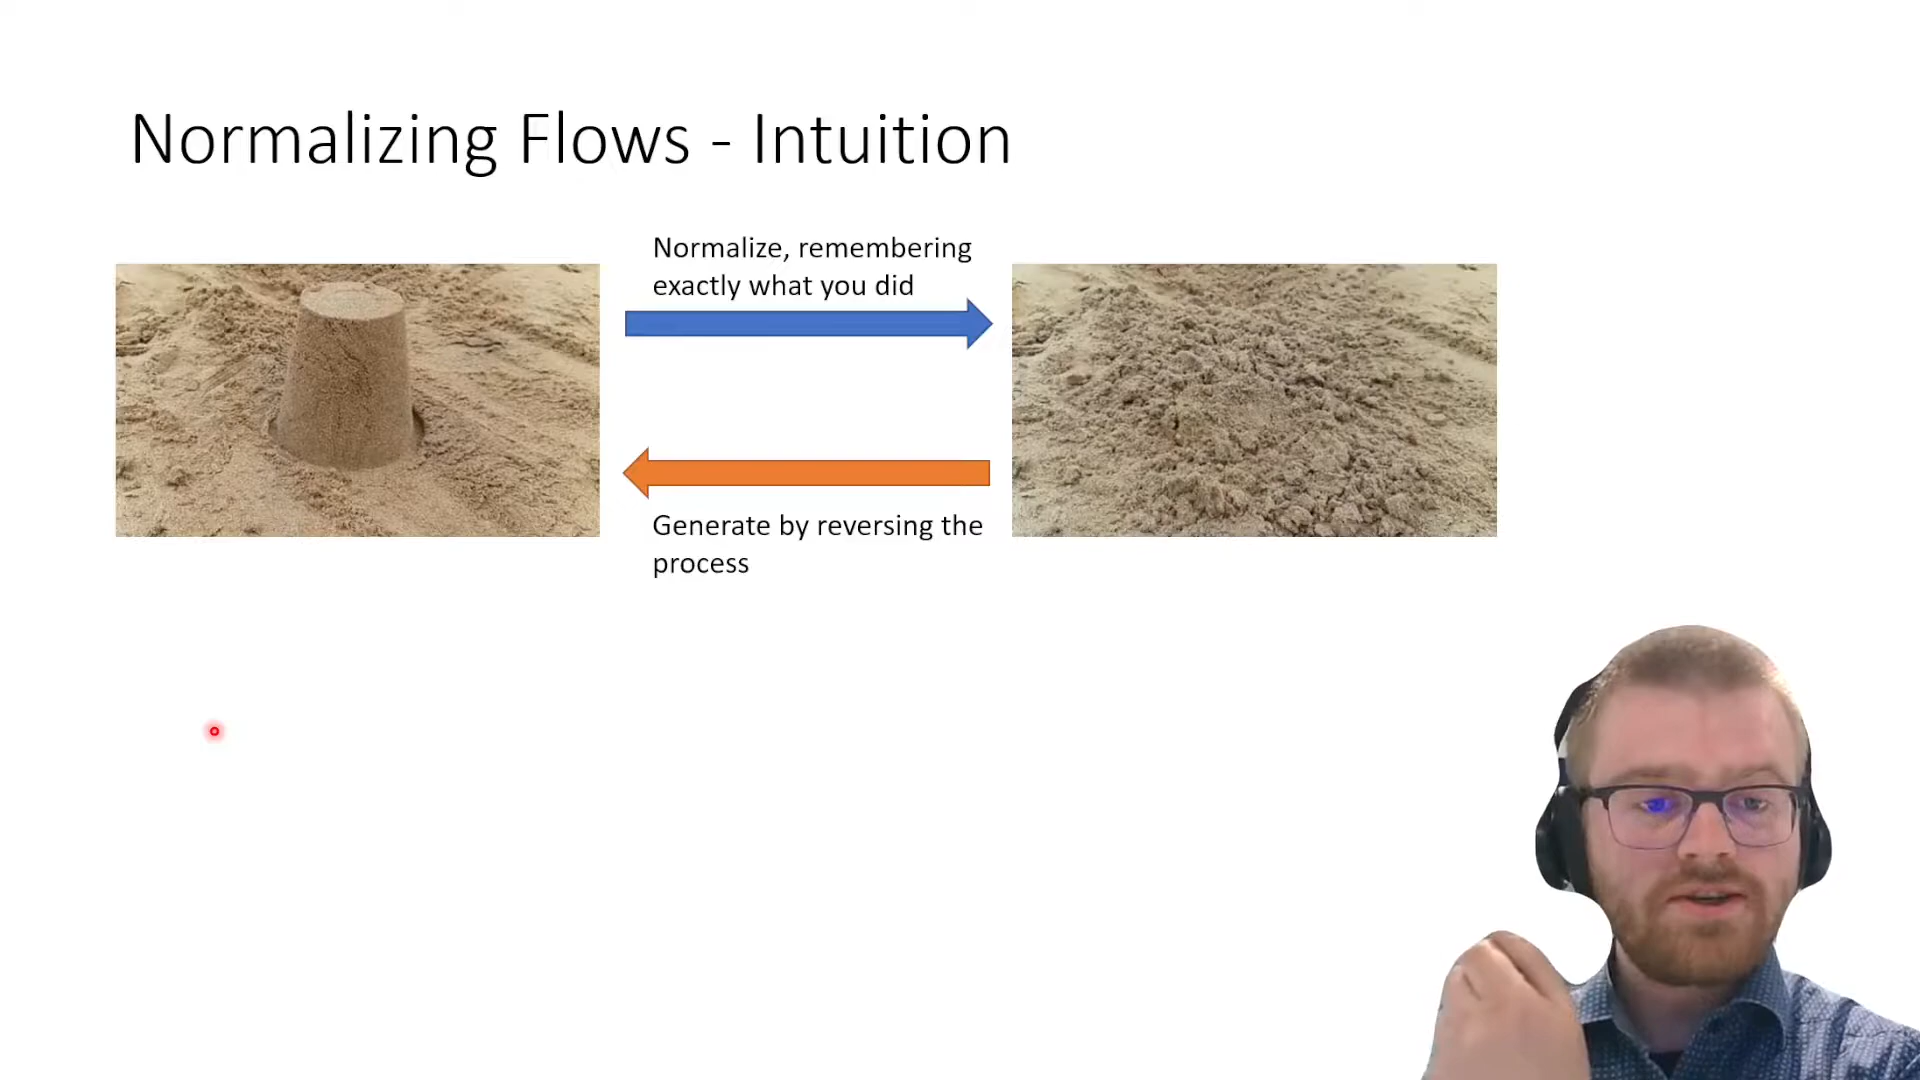 Normalizing Flows - Intuition
Normalize, remembering
exactly what you did
Generate by reversing the
process